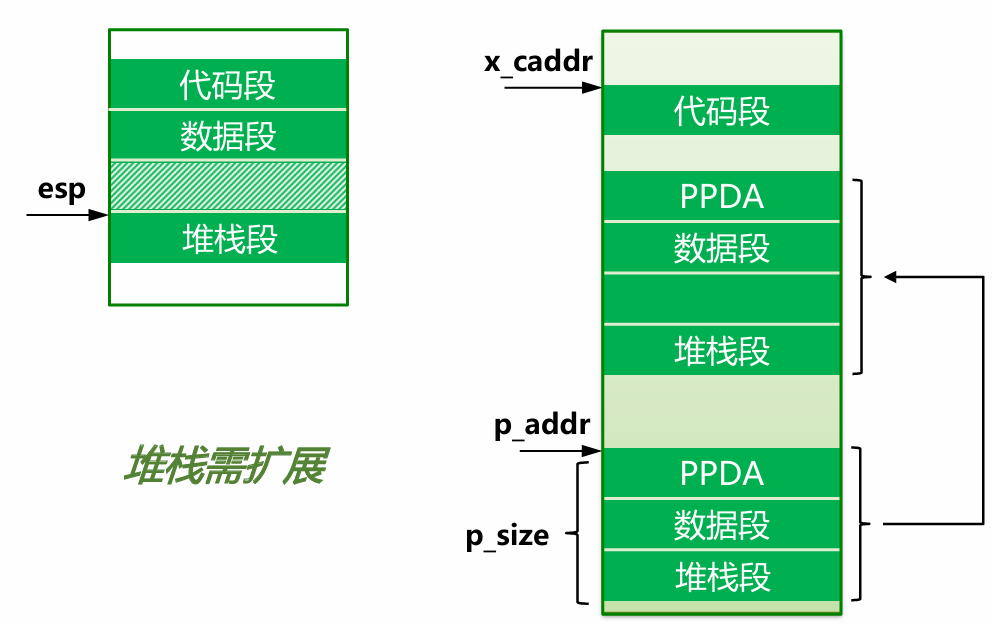 代码段
数据段
esp
堆栈段
堆栈需扩展
x_caddr
代码段
PPDA
数据段
堆栈段
p_addr
PPDA
p_size
数据段
堆栈段